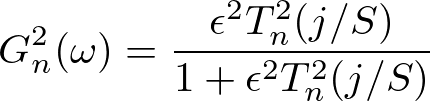 G_n^2(\omega) = \frac{\epsilon^2 T_n^2(j/S)}{1 + \epsilon^2 T_n^2(j/S)}